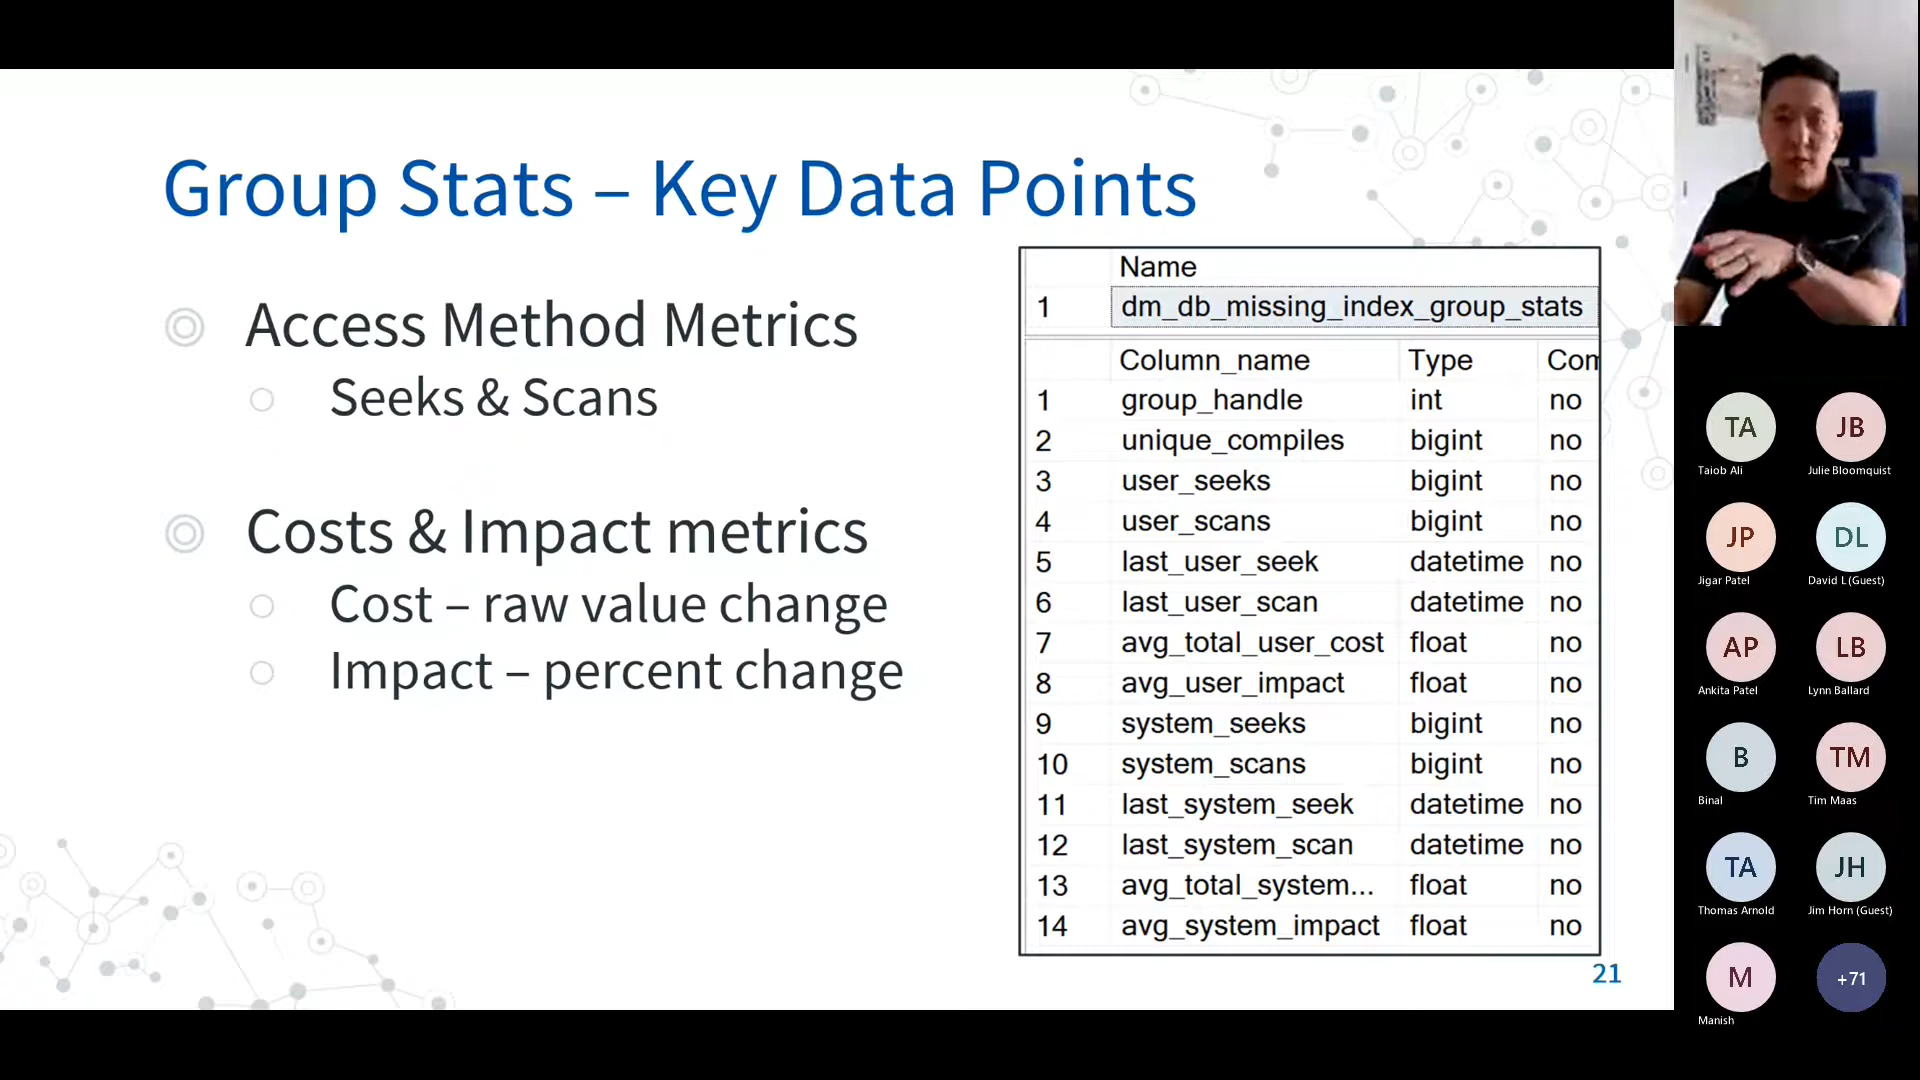 Group Stats – Key Data Points
Access Method Metrics
Seeks & Scans
Costs & Impact metrics
Cost – raw value change
Impact – percent change
Name
1 dm_db_missing_index_group_stats
Column_name Type Com
1 group_handle int no
2 unique_compiles bigint no
3 user_seeks bigint no
4 user_scans bigint no
5 last_user_seek datetime no
6 last_user_scan datetime no
7 avg_total_user_cost float no
8 avg_user_impact float no
9 system_seeks bigint no
10 system_scans bigint no
11 last_system_seek datetime no
12 last_system_scan datetime no
13 avg_total_system... float no
14 avg_system_impact float no
21
TA JB
Taiob Ali Julie Bloomquist
JP DL
Jigar Patel David L (Guest)
AP LB
Ankita Patel Lynn Ballard
B TM
Binal Tim Maas
TA JH
Thomas Arnold Jim Horn (Guest)
M +71
Manish